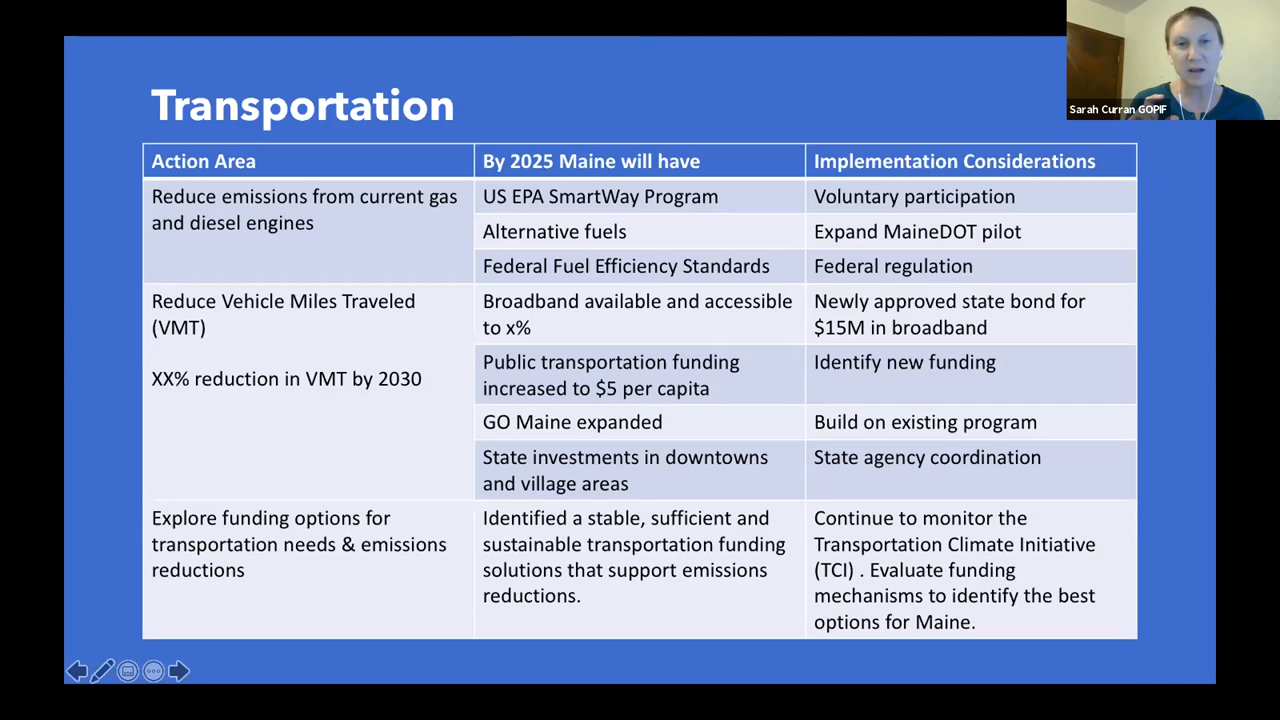 Sarah Curran GOPIF
Transportation
Action Area
By 2025 Maine will have
Implementation Considerations
Reduce emissions from current gas
and diesel engines
US EPA SmartWay Program
Voluntary participation
Alternative fuels
Expand MaineDOT pilot
Federal Fuel Efficiency Standards
Federal regulation
Reduce Vehicle Miles Traveled
(VMT)
XX% reduction in VMT by 2030
Broadband available and accessible
to x%
Newly approved state bond for
$15M in broadband
Public transportation funding
increased to $5 per capita
Identify new funding
GO Maine expanded
Build on existing program
State investments in downtowns
and village areas
State agency coordination
Explore funding options for
transportation needs & emissions
reductions
Identified a stable, sufficient and
sustainable transportation funding
solutions that support emissions
reductions.
Continue to monitor the
Transportation Climate Initiative
(TCI) . Evaluate funding
mechanisms to identify the best
options for Maine.